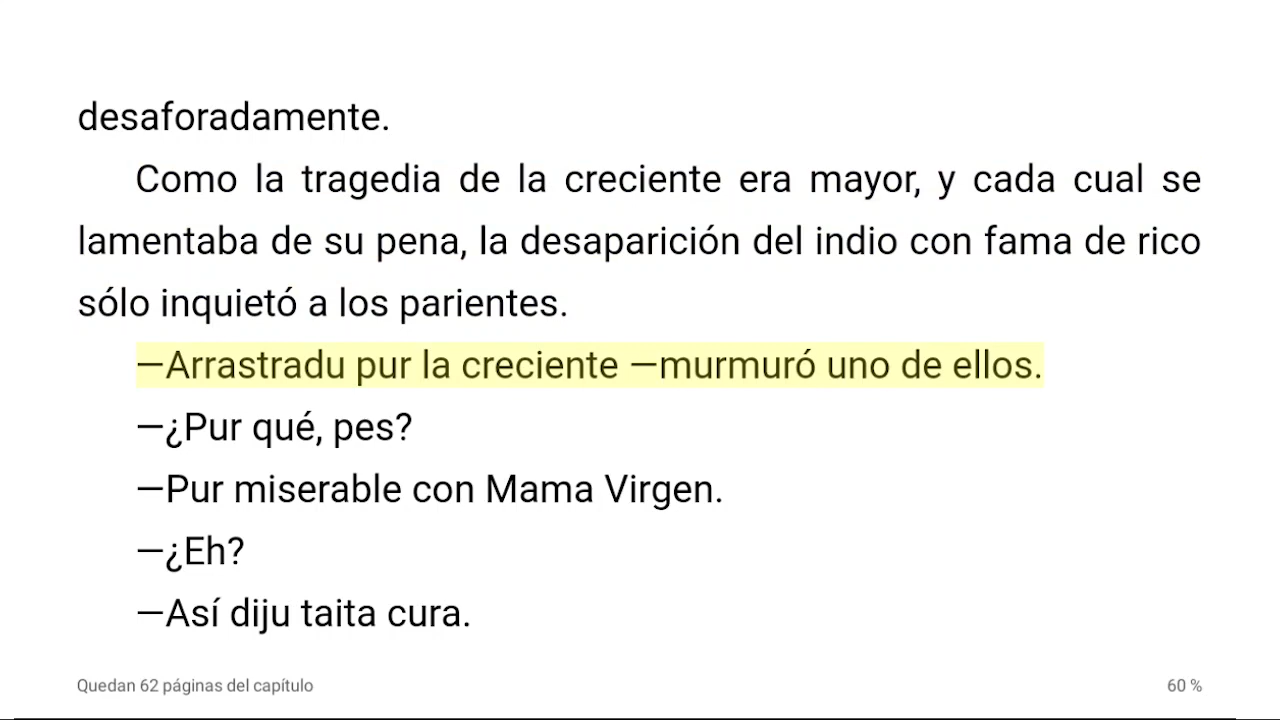 desaforadamente.
Como la tragedia de la creciente era mayor, y cada cual se
lamentaba de su pena, la desaparición del indio con fama de rico
sólo inquietó a los parientes.
—Arrastradu pur la creciente —murmuró uno de ellos.
—¿Pur qué, pes?
—Pur miserable con Mama Virgen.
—¿Eh?
—Así diju taita cura.
Quedan 62 páginas del capítulo
60 %